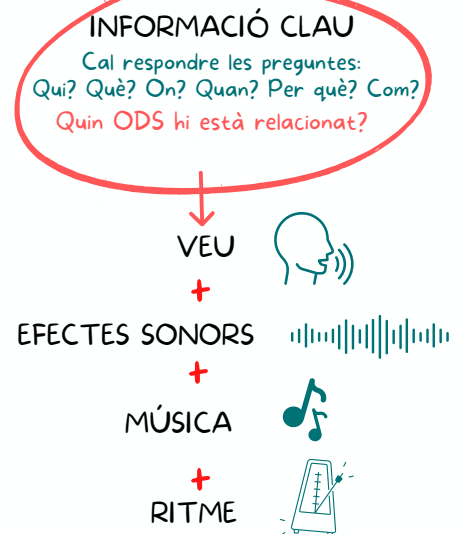 INFORMACIÓ CLAU
Cal respondre les preguntes:
Qui? Què? On? Quan? Per què? Com?
Quin ODS hi està relacionat?
VEU
+
EFECTES SONORS
+
MÚSICA
+
RITME